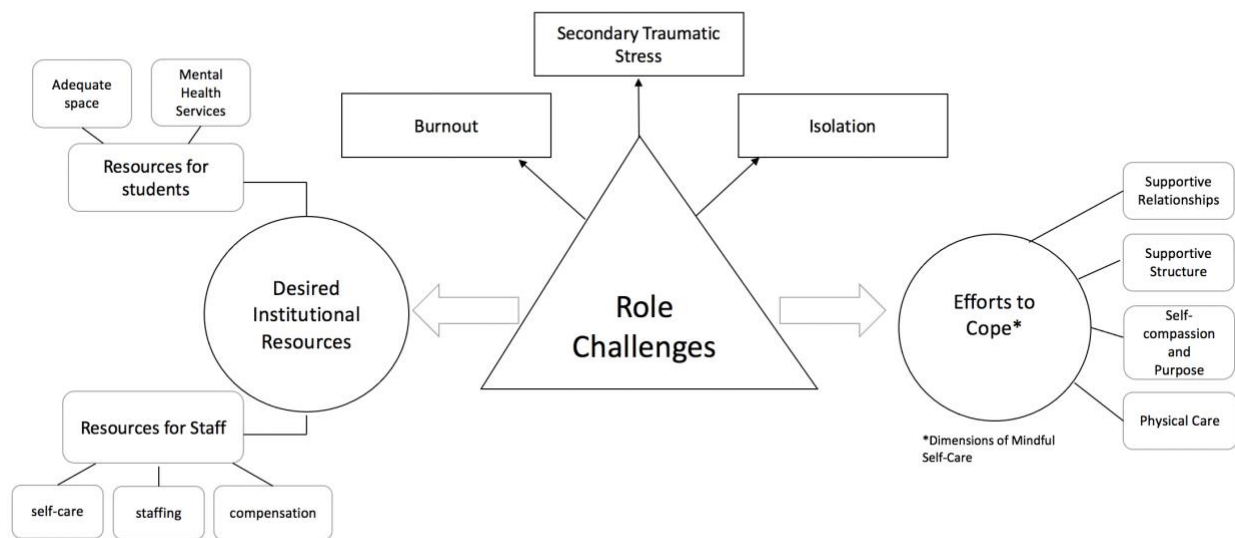 Secondary Traumatic
Stress
Adequate
space
Mental
Health
Services
Burnout
Isolation
Resources for
students
Supportive
Relationships
Desired
Institutional
Resources
Role
Challenges
Efforts to
Cope*
Supportive
Structure
Self-
compassion
and
Purpose
Physical Care
*Dimensions of Mindful
Self-Care
Resources for Staff
self-care
staffing
compensation